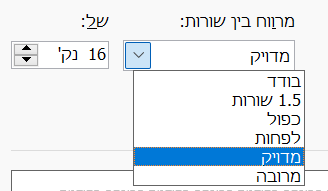 מרווח בין שורות: של:
מדויק 16 נק'
בודד
1.5 שורות
כפול
לפחות
מדויק
מרובה